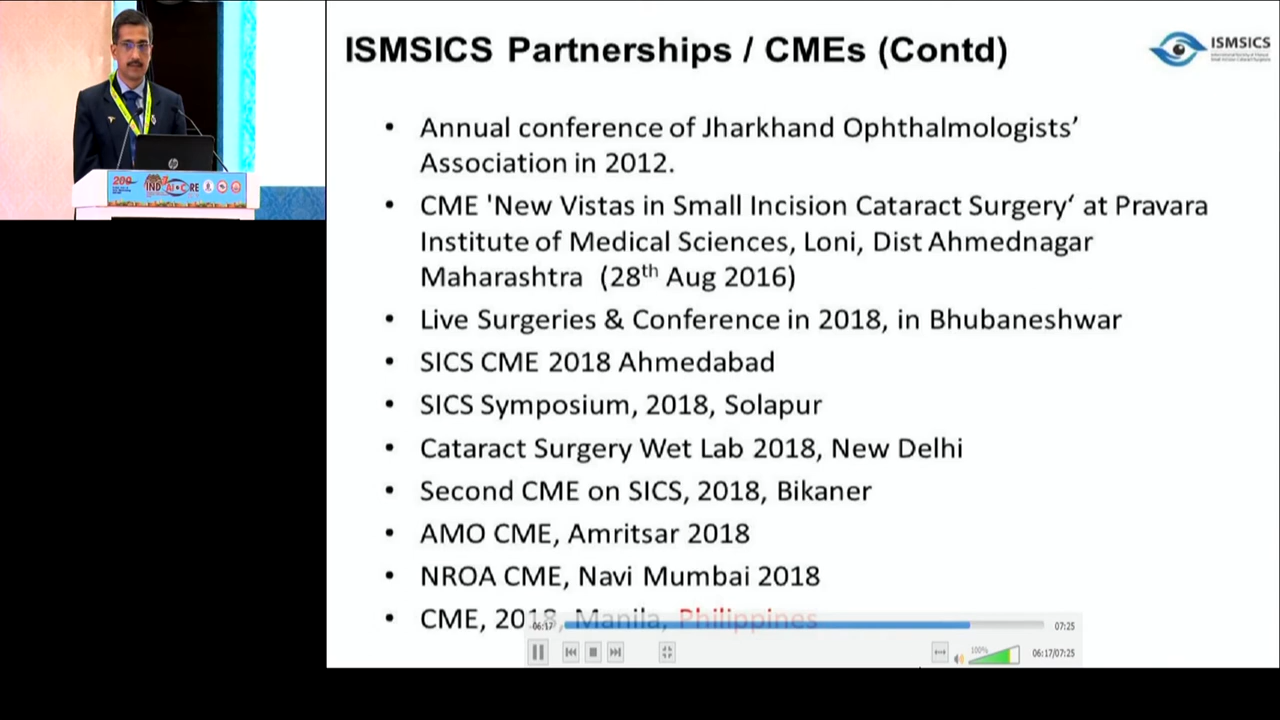 ISMSICS Partnerships / CMEs (Contd)
ISMSICS
• Annual conference of Jharkhand Ophthalmologists’
Association in 2012.
• CME 'New Vistas in Small Incision Cataract Surgery‘ at Pravara
Institute of Medical Sciences, Loni, Dist Ahmednagar
Maharashtra (28th Aug 2016)
• Live Surgeries & Conference in 2018, in Bhubaneshwar
• SICS CME 2018 Ahmedabad
• SICS Symposium, 2018, Solapur
• Cataract Surgery Wet Lab 2018, New Delhi
• Second CME on SICS, 2018, Bikaner
• AMO CME, Amritsar 2018
• NROA CME, Navi Mumbai 2018
• CME, 2018, Manila, Philippines
06:17
07:25
100%
06:17/07:25
hp
200